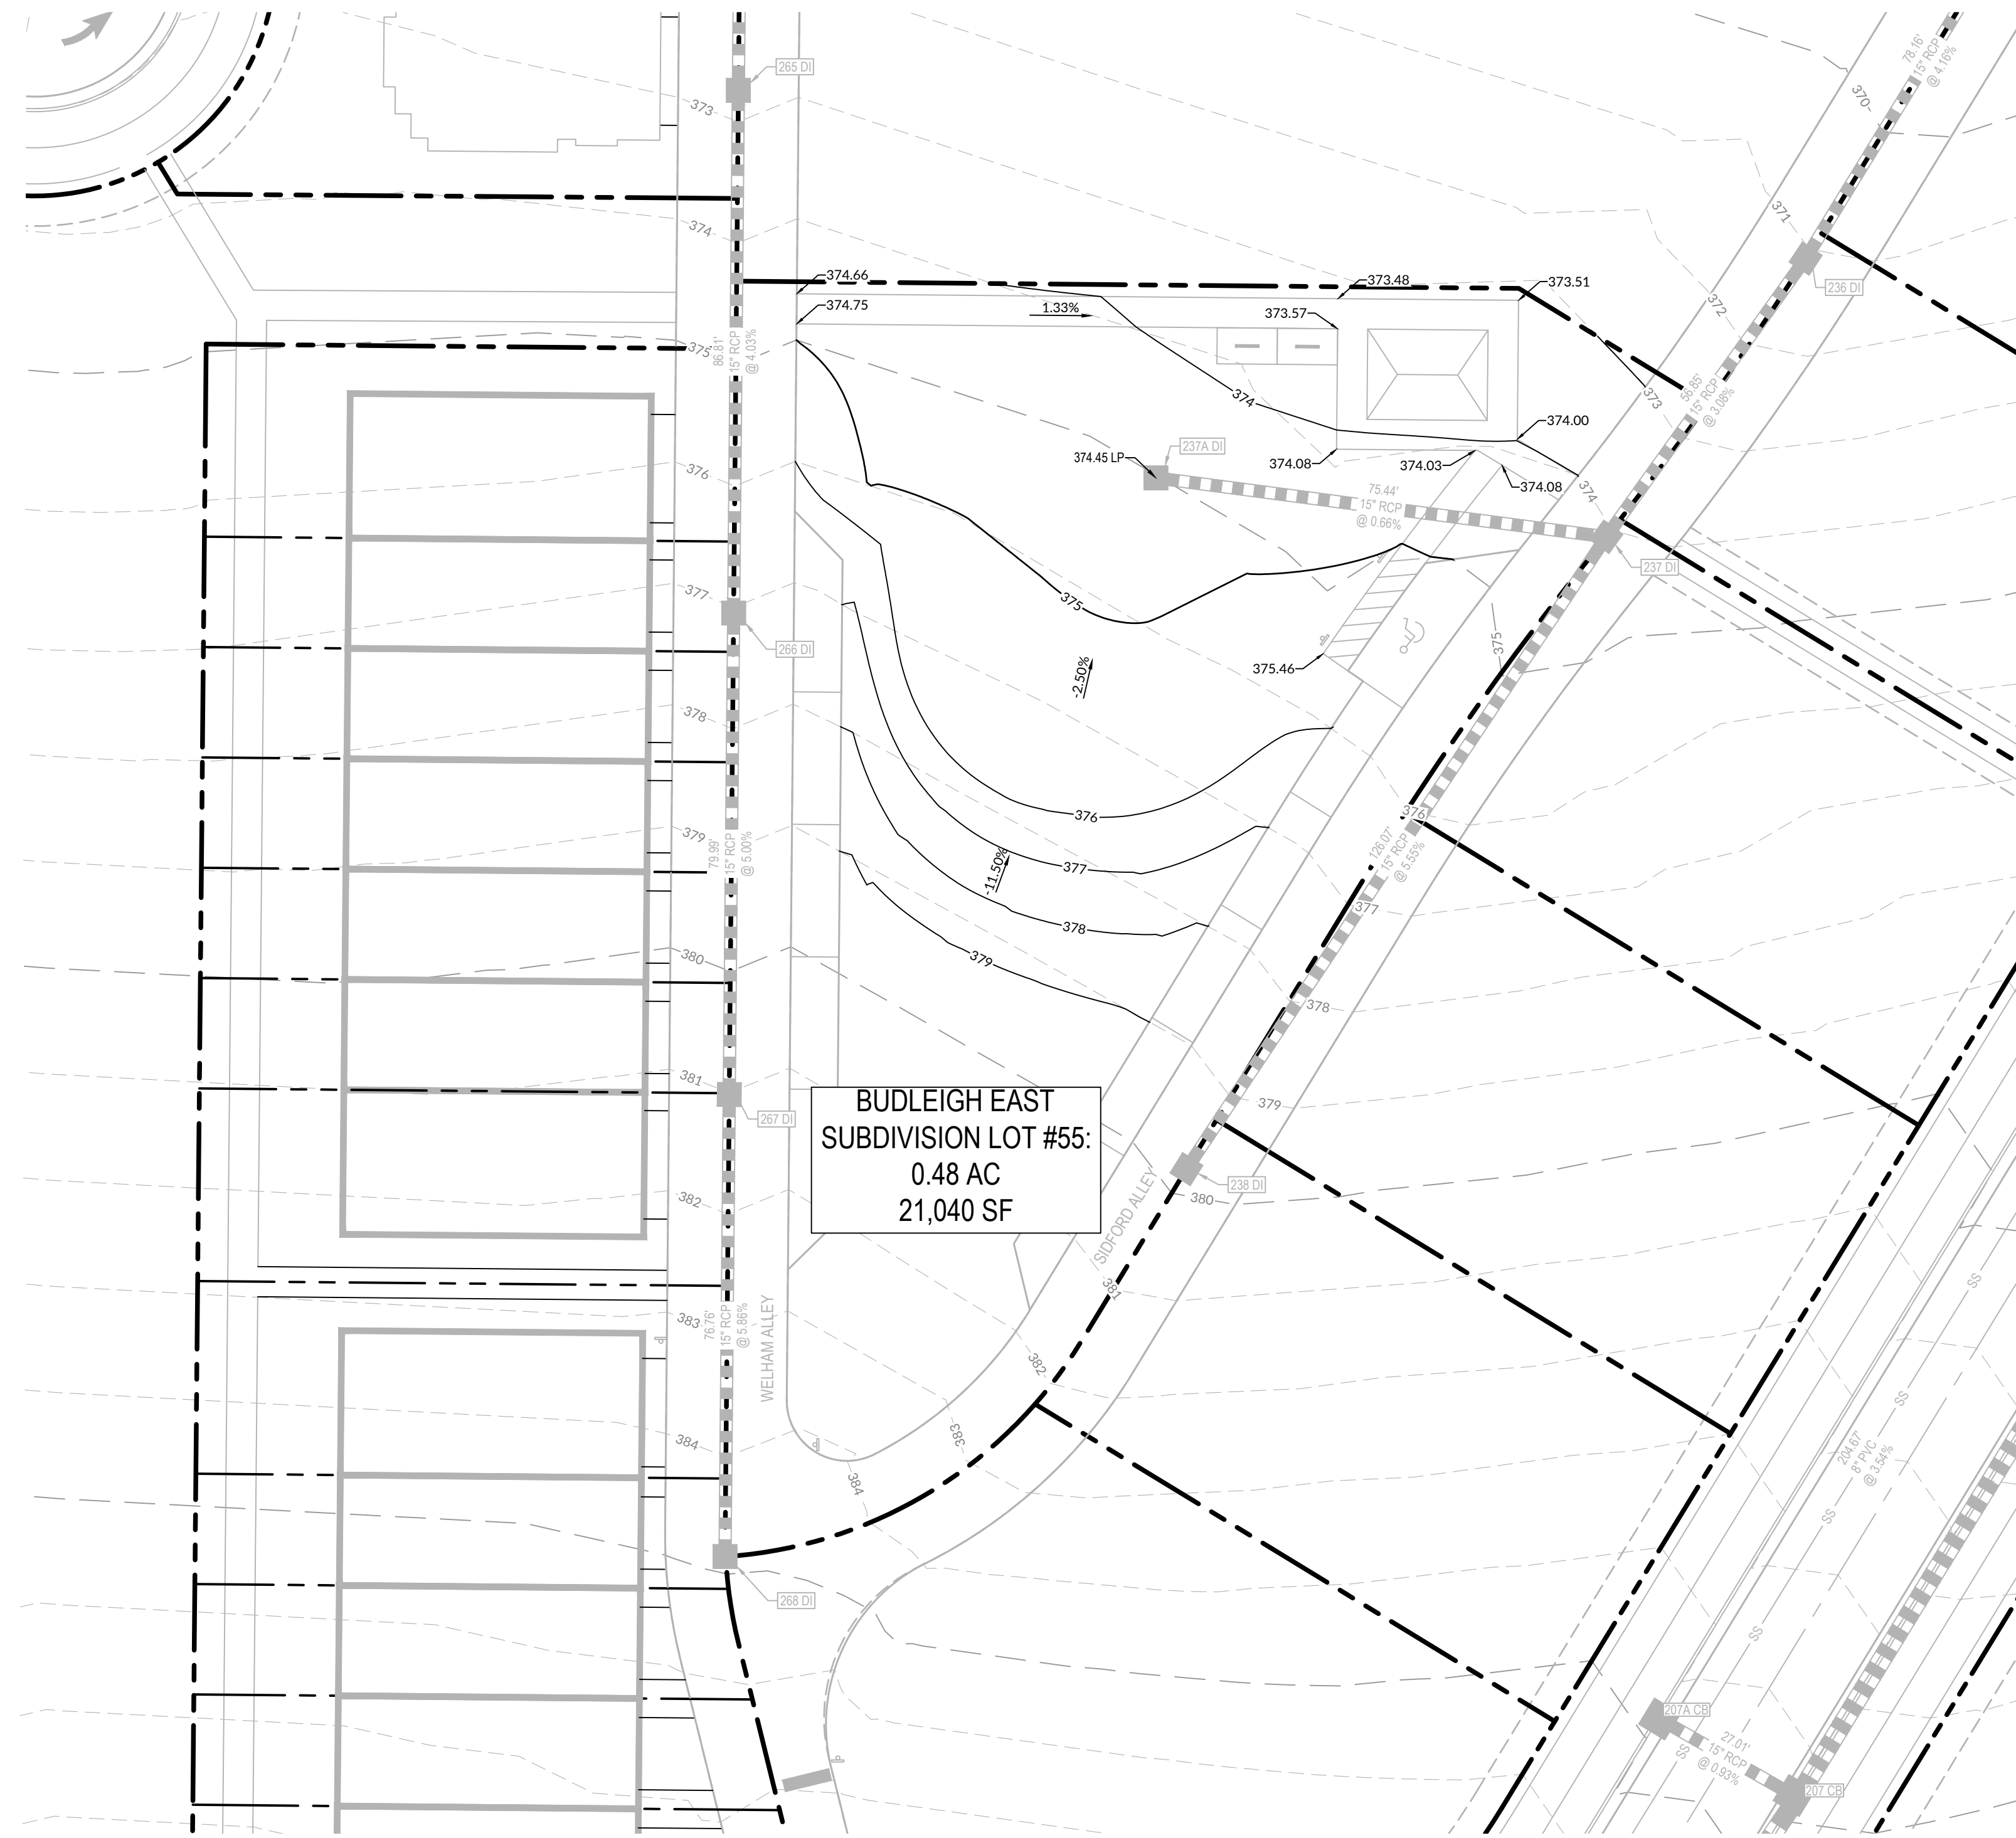 265 DI
373
374
78.16'
15" RCP
@ 4.16%
370
371
236 DI
372
374.66
374.75
1.33%
373.48
373.57
373.51
375
86.81'
15" RCP
@ 4.03%
374
373
56.85'
15" RCP
@ 3.08%
374.00
237A DI
374.45 LP
374.08
374.03
374.08
374
376
75.44'
15" RCP
@ 0.66%
237 DI
377
375
266 DI
-2.50%
375.46
375
378
376
376
379
79.99'
15" RCP
@ 5.00%
-11.50%
377
126.07'
15" RCP
@ 5.55%
377
378
379
380
378
381
267 DI
379
BUDLEIGH EAST
SUBDIVISION LOT #55:
0.48 AC
21,040 SF
382
238 DI
380
SIDFORD ALLEY
381
383
76.76'
15" RCP
@ 5.86%
WELHAM ALLEY
382
383
384
384
SS
SS
204.67'
8" PVC
@ 3.54%
SS
268 DI
SS
207A CB
SS
27.01'
15" RCP
@ 0.93%
207 CB